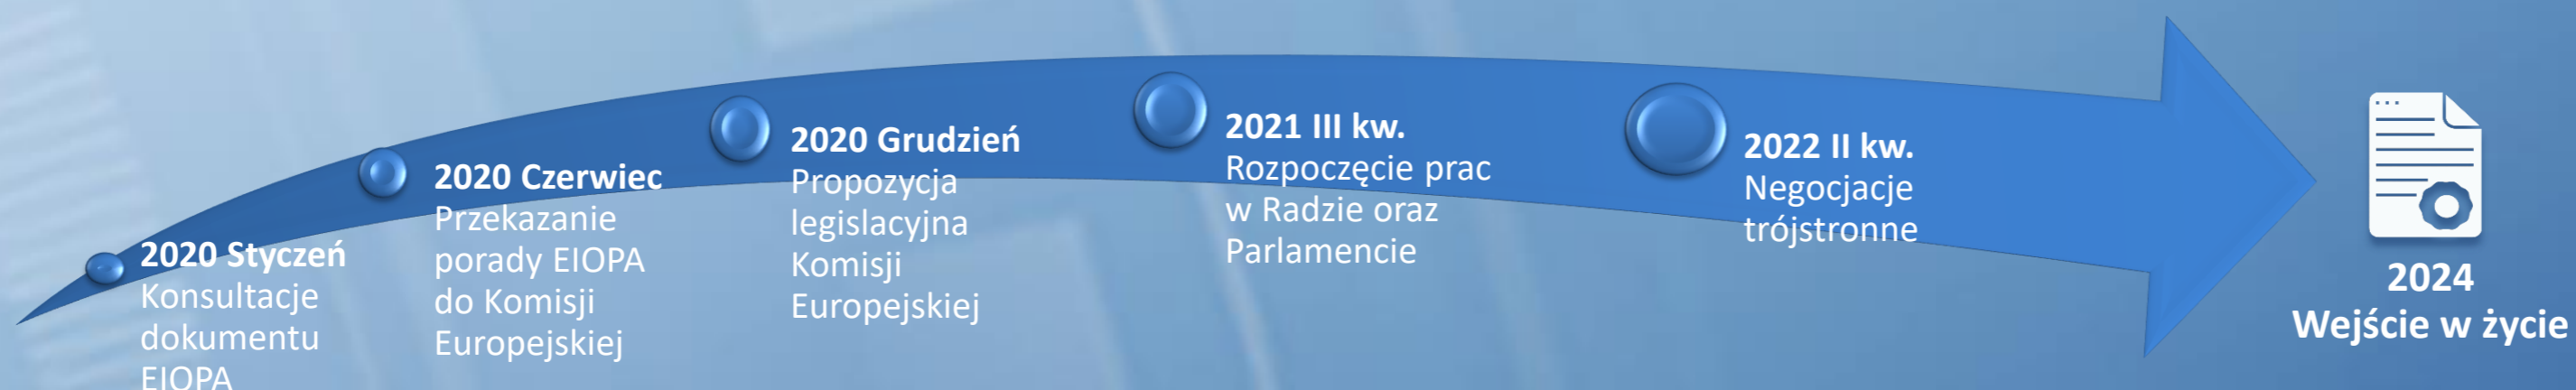 2020 Styczeń
Konsultacje
dokumentu
EIOPA
2020 Czerwiec
Przekazanie
porady EIOPA
do Komisji
Europejskiej
2020 Grudzień
Propozycja
legislacyjna
Komisji
Europejskiej
2021 III kw.
Rozpoczęcie prac
w Radzie oraz
Parlamencie
2022 II kw.
Negocjacje
trójstronne
2024
Wejście w życie